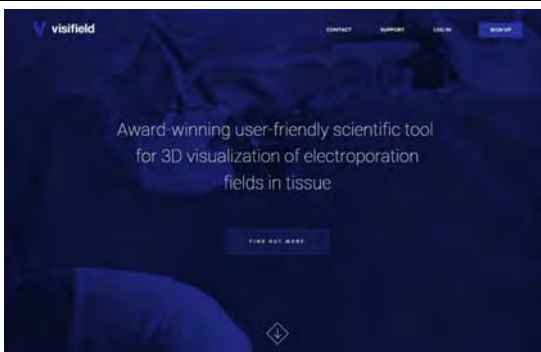 visifield
CONTACT SUPPORT LOG IN SIGN UP
Award-winning user-friendly scientific tool
for 3D visualization of electroporation
fields in tissue
FIND OUT MORE